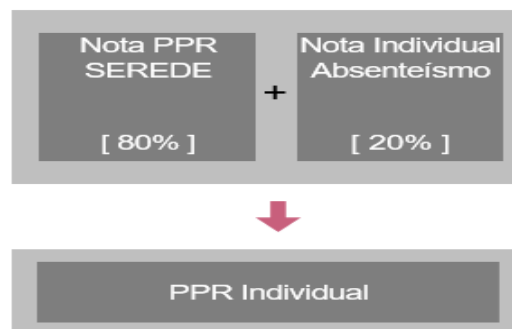 Nota PPR
SEREDE
[ 80% ]
+
Nota Individual
Absenteísmo
[ 20% ]
PPR Individual